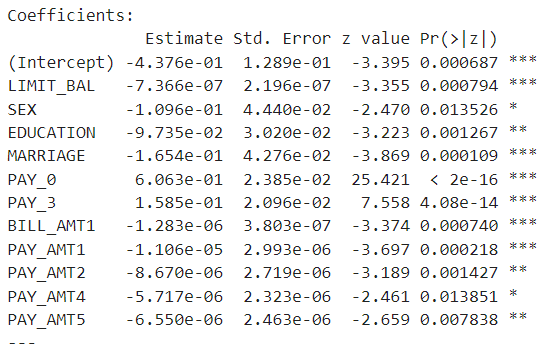 Coefficients:
Estimate Std. Error z value Pr(>|z|)
(Intercept) -4.376e-01 1.289e-01 -3.395 0.000687 ***
LIMIT_BAL -7.366e-07 2.196e-07 -3.355 0.000794 ***
SEX -1.096e-01 4.440e-02 -2.470 0.013526 *
EDUCATION -9.735e-02 3.020e-02 -3.223 0.001267 **
MARRIAGE -1.654e-01 4.276e-02 -3.869 0.000109 ***
PAY_0 6.063e-01 2.385e-02 25.421 < 2e-16 ***
PAY_3 1.585e-01 2.096e-02 7.558 4.08e-14 ***
BILL_AMT1 -1.283e-06 3.803e-07 -3.374 0.000740 ***
PAY_AMT1 -1.106e-05 2.993e-06 -3.697 0.000218 ***
PAY_AMT2 -8.670e-06 2.719e-06 -3.189 0.001427 **
PAY_AMT4 -5.717e-06 2.323e-06 -2.461 0.013851 *
PAY_AMT5 -6.550e-06 2.463e-06 -2.659 0.007838 **
---